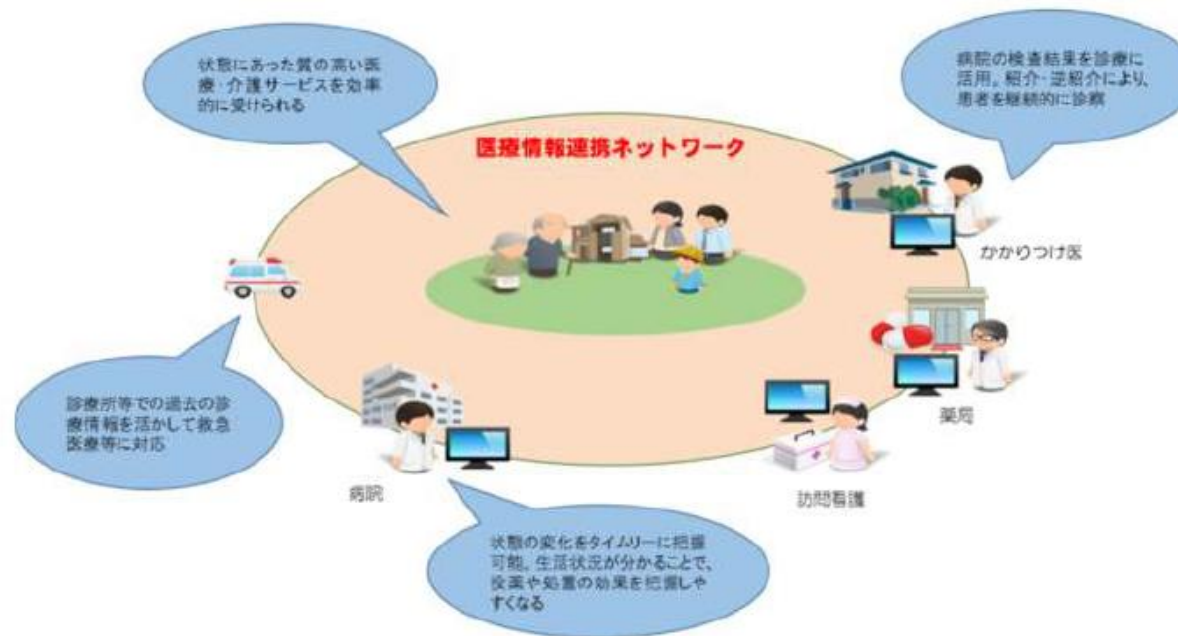 状態にあった質の高い医
療・介護サービスを効率
的に受けられる
病院の検査結果を診療に
活用。紹介・逆紹介により、
患者を継続的に診察
医療情報連携ネットワーク
かかりつけ医
診療所等での過去の診
療情報を活かして救急
医療等に対応
薬局
病院
訪問看護
状態の変化をタイムリーに把握
可能。生活状況が分かることで、
投薬や処置の効果を把握しや
すくなる